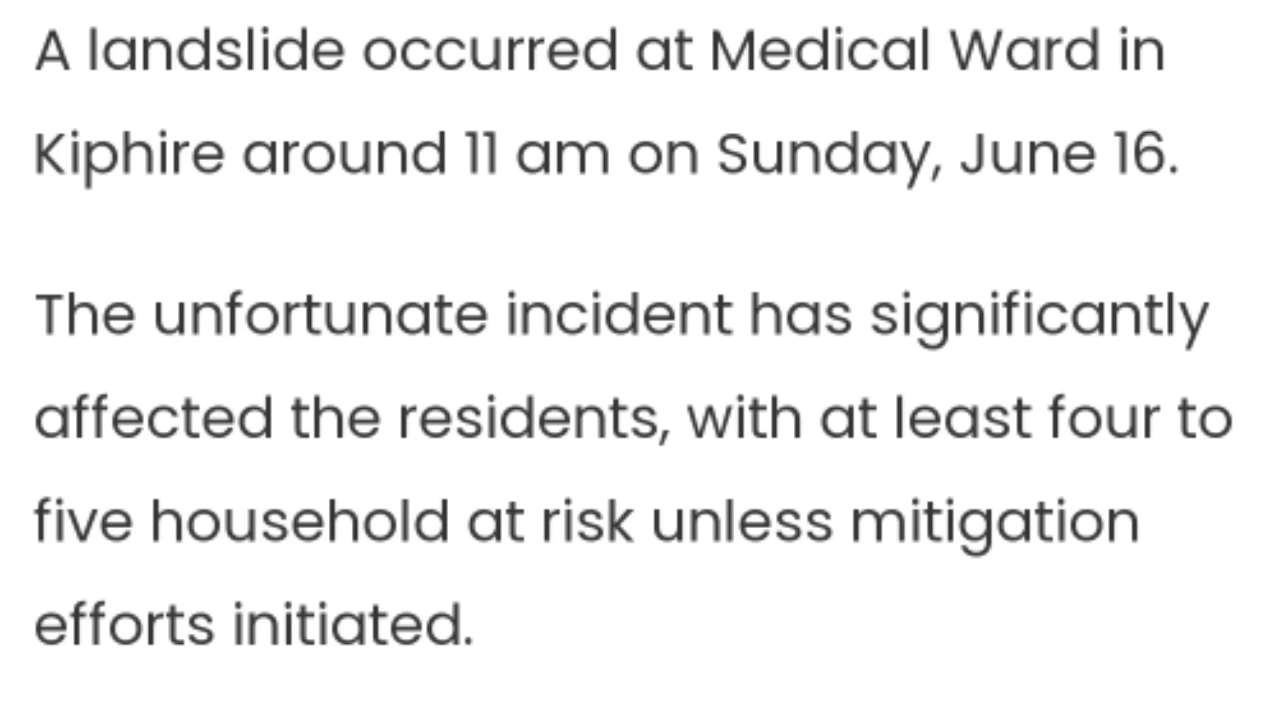 A landslide occurred at Medical Ward in
Kiphire around 11 am on Sunday, June 16.
The unfortunate incident has significantly
affected the residents, with at least four to
five household at risk unless mitigation
efforts initiated.